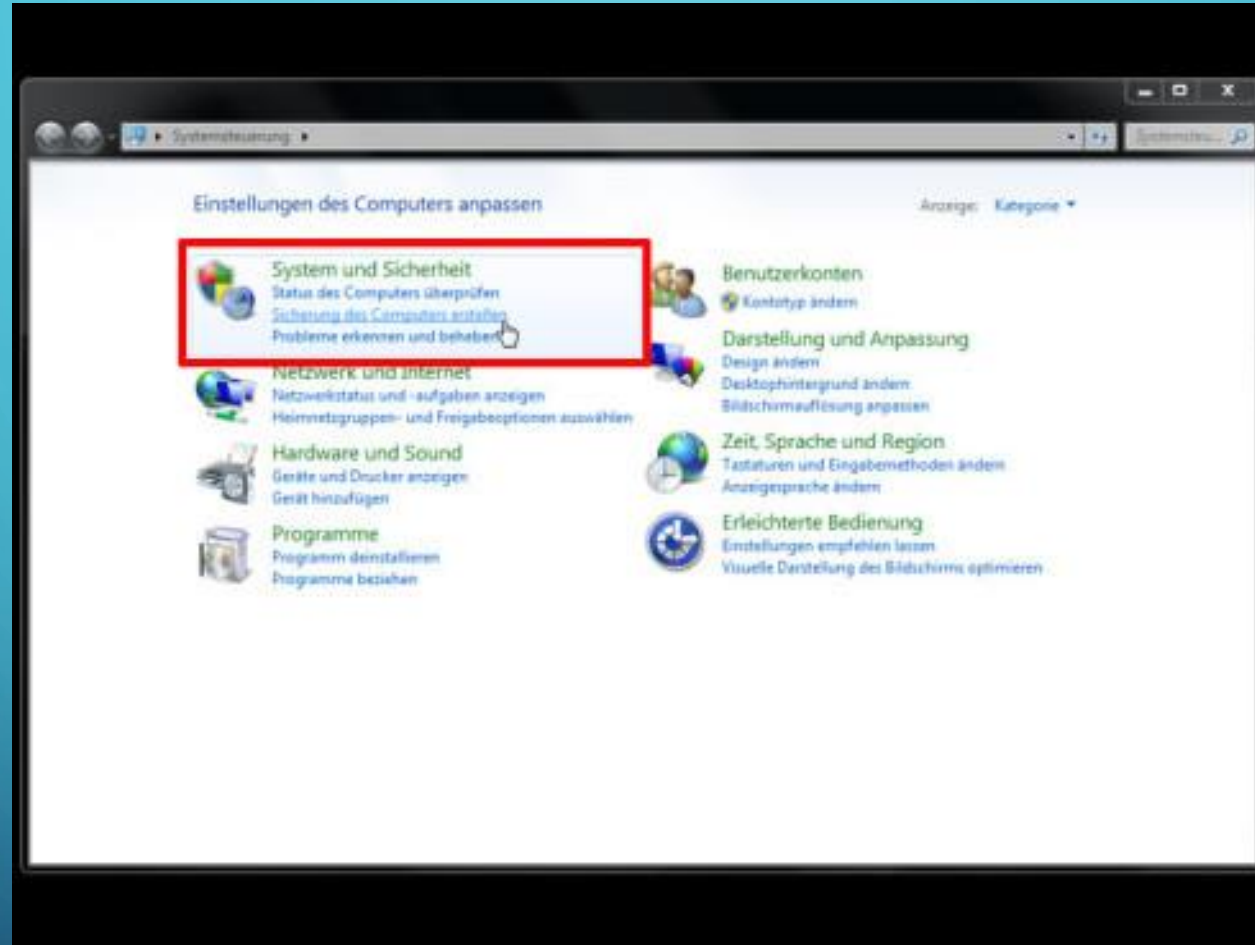 Systemsteuerung
Systemsteu...
Einstellungen des Computers anpassen
Anzeige: Kategorie
System und Sicherheit
Status des Computers überprüfen
Sicherung des Computers erstellen
Probleme erkennen und beheben
Netzwerk und Internet
Netzwerkstatus und -aufgaben anzeigen
Heimnetzgruppen- und Freigabeoptionen auswählen
Hardware und Sound
Geräte und Drucker anzeigen
Gerät hinzufügen
Programme
Programm deinstallieren
Programme beziehen
Benutzerkonten
Kontotyp ändern
Darstellung und Anpassung
Design ändern
Desktophintergrund ändern
Bildschirmauflösung anpassen
Zeit, Sprache und Region
Tastaturen und Eingabemethoden ändern
Anzeigesprache ändern
Erleichterte Bedienung
Einstellungen empfehlen lassen
Visuelle Darstellung des Bildschirms optimieren